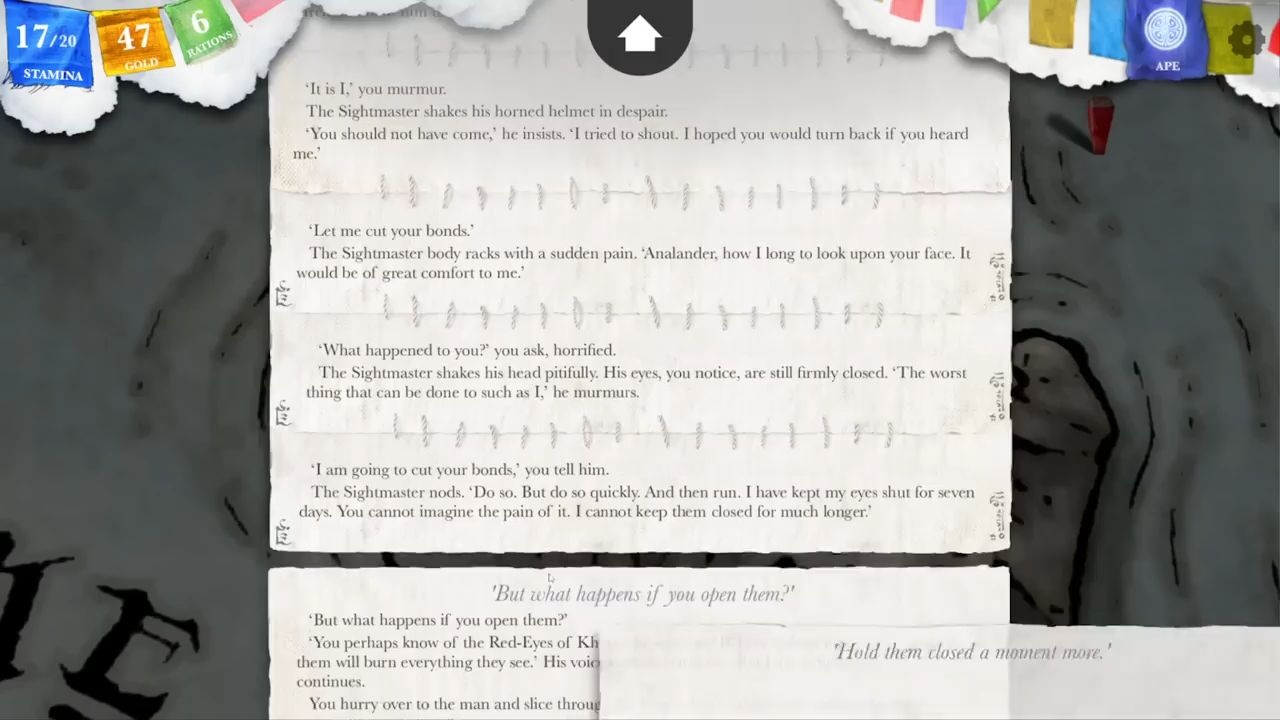 17/20
STAMINA
47
GOLD
6
RATIONS
APE
‘It is I,’ you murmur.
The Sightmaster shakes his horned helmet in despair.
‘You should not have come,’ he insists. ‘I tried to shout. I hoped you would turn back if you heard
me.’
‘Let me cut your bonds.’
The Sightmaster body racks with a sudden pain. ‘Analander, how I long to look upon your face. It
would be of great comfort to me.’
‘What happened to you?’ you ask, horrified.
The Sightmaster shakes his head pitifully. His eyes, you notice, are still firmly closed. ‘The worst
thing that can be done to such as I,’ he murmurs.
‘I am going to cut your bonds,’ you tell him.
The Sightmaster nods. ‘Do so. But do so quickly. And then run. I have kept my eyes shut for seven
days. You cannot imagine the pain of it. I cannot keep them closed for much longer.’
'But what happens if you open them?'
‘But what happens if you open them?’
‘You perhaps know of the Red-Eyes of Kh
them will burn everything they see.’ His voic
continues.
You hurry over to the man and slice throug
'Hold them closed a moment more.'